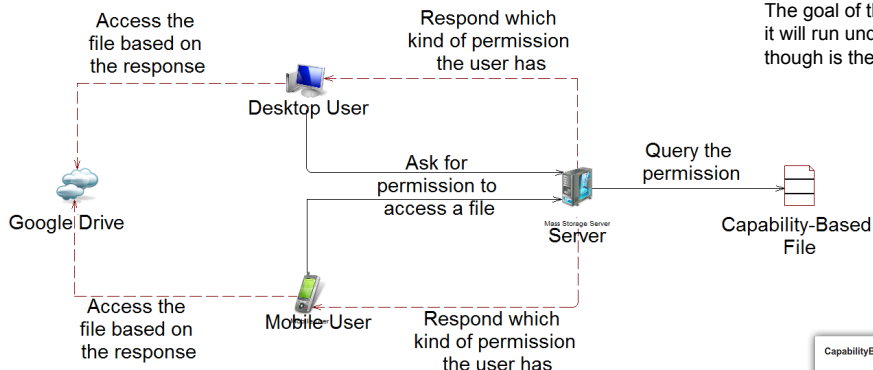 Access the
file based on
the response
Respond which
kind of permission
the user has
The goal of th
it will run und
though is the
Desktop User
Ask for
permission to
access a file
Query the
permission
Google Drive
Mass Storage Server
Server
Capability-Based
File
Access the
file based on
the response
Mobile User
Respond which
kind of permission
the user has
CapabilityB